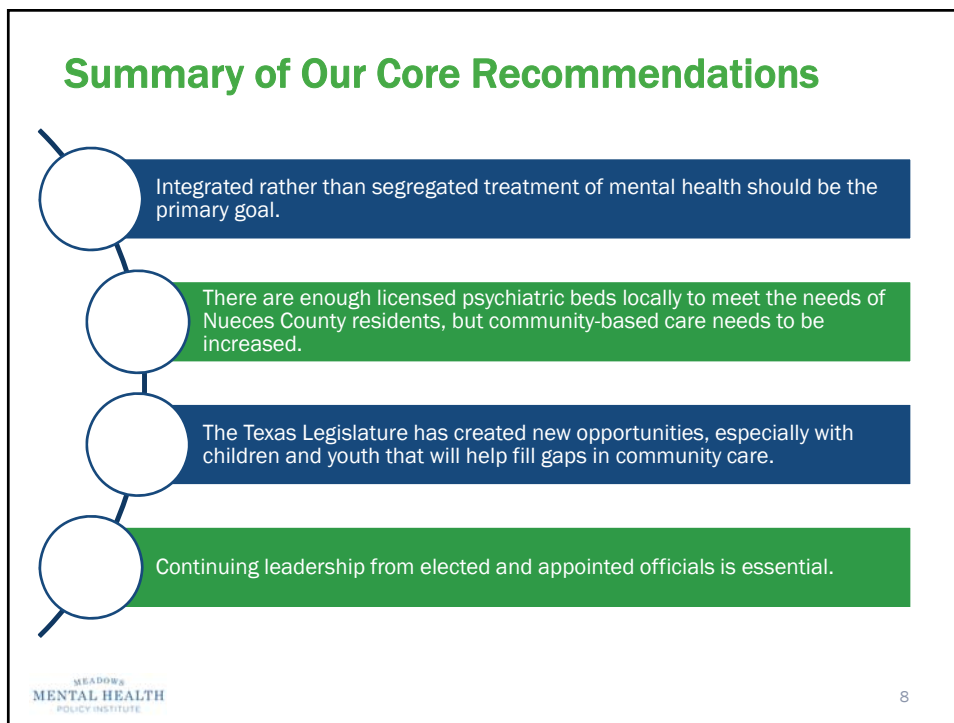 Summary of Our Core Recommendations
Integrated rather than segregated treatment of mental health should be the
primary goal.
There are enough licensed psychiatric beds locally to meet the needs of
Nueces County residents, but community-based care needs to be
increased.
The Texas Legislature has created new opportunities, especially with
children and youth that will help fill gaps in community care.
Continuing leadership from elected and appointed officials is essential.
MEADOWS
MENTAL HEALTH
POLICY INSTITUTE
8